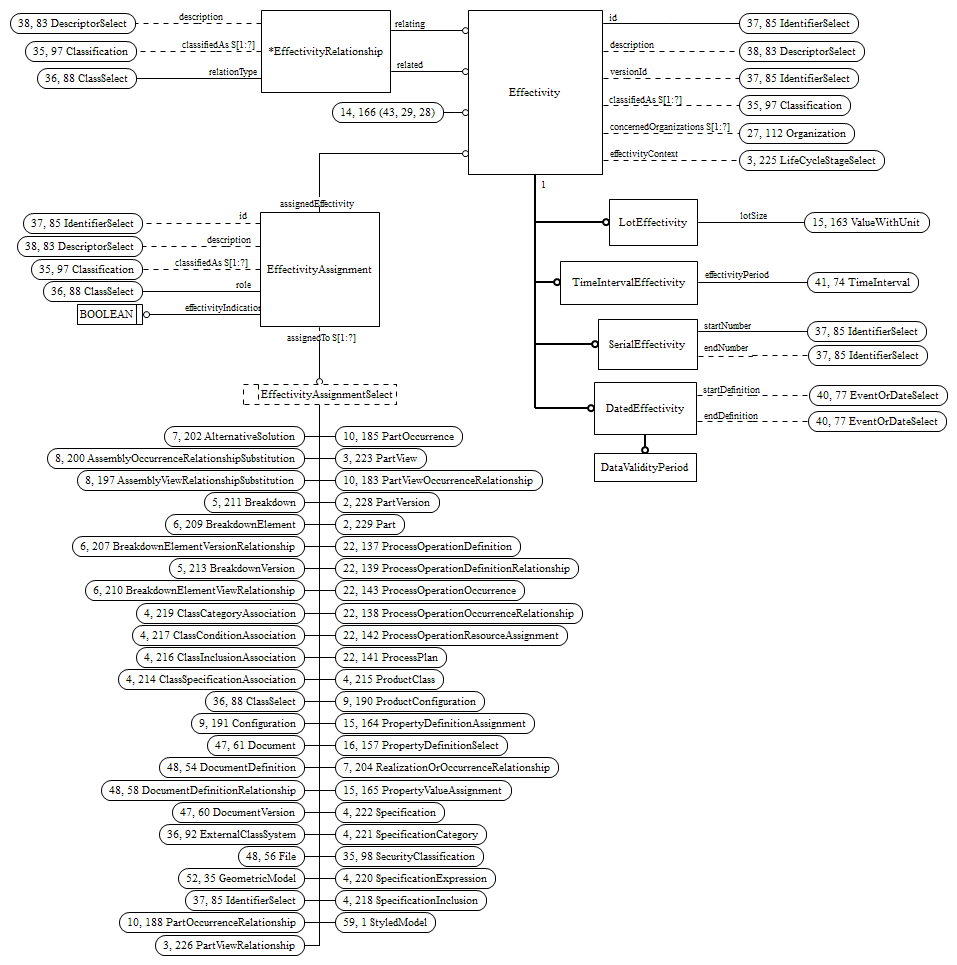 38, 83 DescriptorSelect
description
35, 97 Classification
classifiedAs S[1:?]
36, 88 ClassSelect
relationType
*EffectivityRelationship
relating
related
14, 166 (43, 29, 28)
Effectivity
1
id
37, 85 IdentifierSelect
description
38, 83 DescriptorSelect
versionId
37, 85 IdentifierSelect
classifiedAs S[1:?]
35, 97 Classification
concernedOrganizations S[1:?]
27, 112 Organization
effectivityContext
3, 225 LifeCycleStageSelect
assignedEffectivity
37, 85 IdentifierSelect
id
38, 83 DescriptorSelect
description
35, 97 Classification
classifiedAs S[1:?]
36, 88 ClassSelect
role
BOOLEAN
effectivityIndication
EffectivityAssignment
assignedTo S[1:?]
EffectivityAssignmentSelect
LotEffectivity
lotSize
15, 163 ValueWithUnit
TimeIntervalEffectivity
effectivityPeriod
41, 74 TimeInterval
SerialEffectivity
startNumber
37, 85 IdentifierSelect
endNumber
37, 85 IdentifierSelect
DatedEffectivity
startDefinition
40, 77 EventOrDateSelect
endDefinition
40, 77 EventOrDateSelect
DataValidityPeriod
7, 202 AlternativeSolution
10, 185 PartOccurrence
8, 200 AssemblyOccurrenceRelationshipSubstitution
3, 223 PartView
8, 197 AssemblyViewRelationshipSubstitution
10, 183 PartViewOccurrenceRelationship
5, 211 Breakdown
2, 228 PartVersion
6, 209 BreakdownElement
2, 229 Part
6, 207 BreakdownElementVersionRelationship
22, 137 ProcessOperationDefinition
5, 213 BreakdownVersion
22, 139 ProcessOperationDefinitionRelationship
6, 210 BreakdownElementViewRelationship
22, 143 ProcessOperationOccurrence
4, 219 ClassCategoryAssociation
22, 138 ProcessOperationOccurrenceRelationship
4, 217 ClassConditionAssociation
22, 142 ProcessOperationResourceAssignment
4, 216 ClassInclusionAssociation
22, 141 ProcessPlan
4, 214 ClassSpecificationAssociation
4, 215 ProductClass
36, 88 ClassSelect
9, 190 ProductConfiguration
9, 191 Configuration
15, 164 PropertyDefinitionAssignment
47, 61 Document
16, 157 PropertyDefinitionSelect
48, 54 DocumentDefinition
7, 204 RealizationOrOccurrenceRelationship
48, 58 DocumentDefinitionRelationship
15, 165 PropertyValueAssignment
47, 60 DocumentVersion
4, 222 Specification
36, 92 ExternalClassSystem
4, 221 SpecificationCategory
48, 56 File
35, 98 SecurityClassification
52, 35 GeometricModel
4, 220 SpecificationExpression
37, 85 IdentifierSelect
4, 218 SpecificationInclusion
10, 188 PartOccurrenceRelationship
59, 1 StyledModel
3, 226 PartViewRelationship